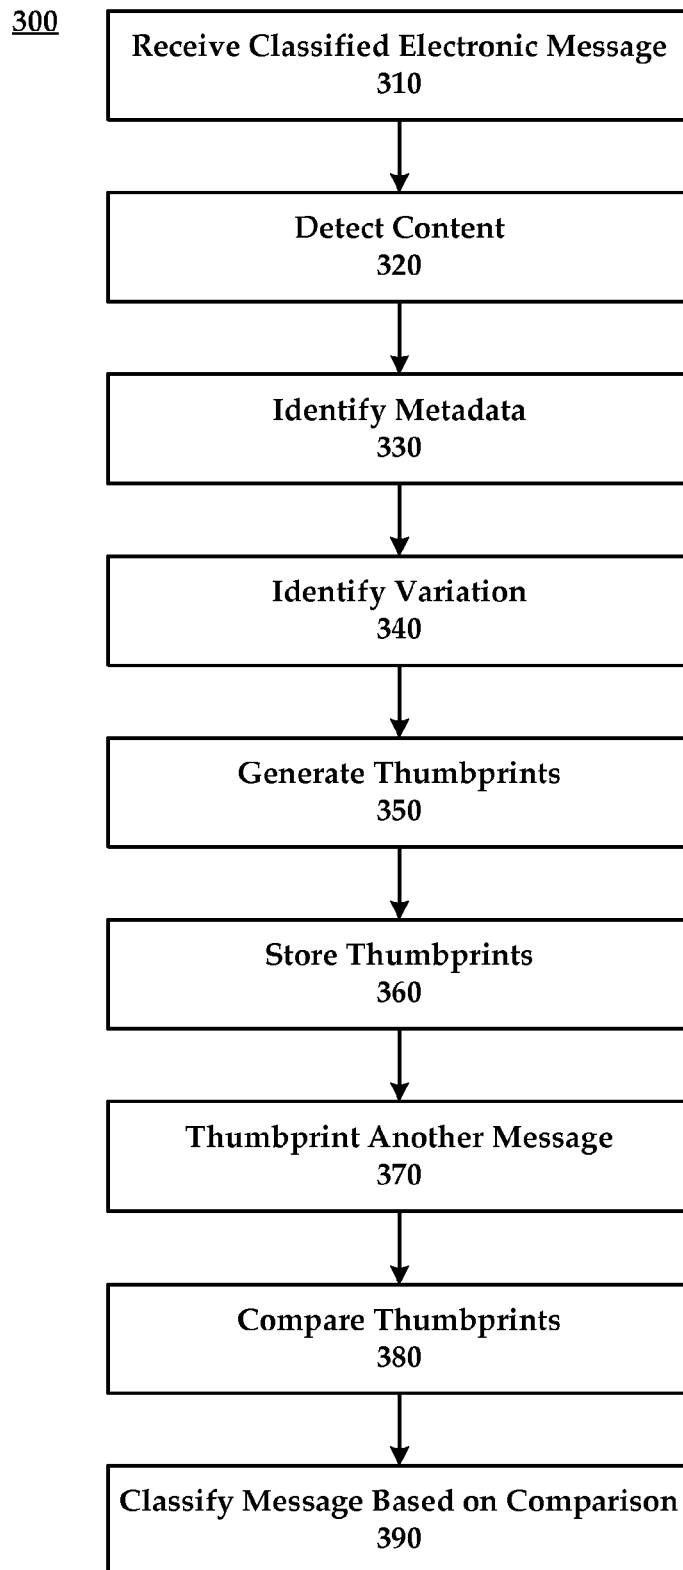 300
Receive Classified Electronic Message
310
Detect Content
320
Identify Metadata
330
Identify Variation
340
Generate Thumbprints
350
Store Thumbprints
360
Thumbprint Another Message
370
Compare Thumbprints
380
Classify Message Based on Comparison
390